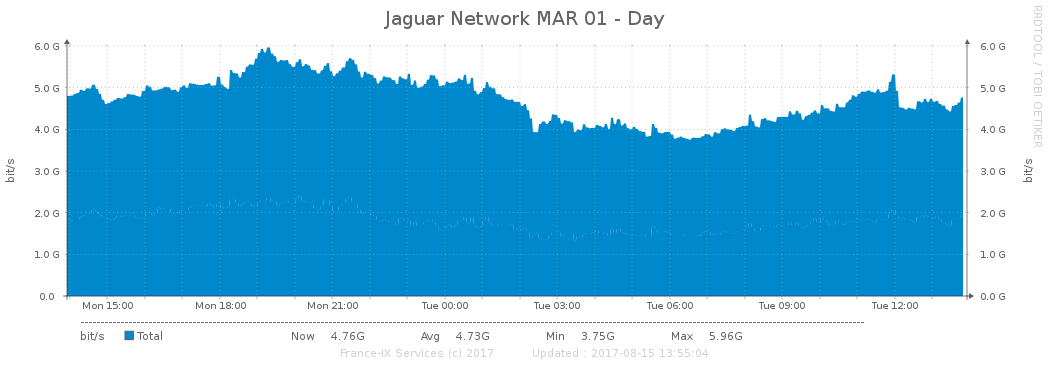 Jaguar Network MAR 01 - Day
RRDTOOL / TOBI OETIKER
bit/s
6.0 G
5.0 G
4.0 G
3.0 G
2.0 G
1.0 G
0.0
6.0 G
5.0 G
4.0 G
3.0 G
2.0 G
1.0 G
0.0 G
bit/s
Mon 15:00 Mon 18:00 Mon 21:00 Tue 00:00 Tue 03:00 Tue 06:00 Tue 09:00 Tue 12:00
bit/s Total Now 4.76G Avg 4.73G Min 3.75G Max 5.96G
France-IX Services (c) 2017 Updated : 2017-08-15 13:55:04